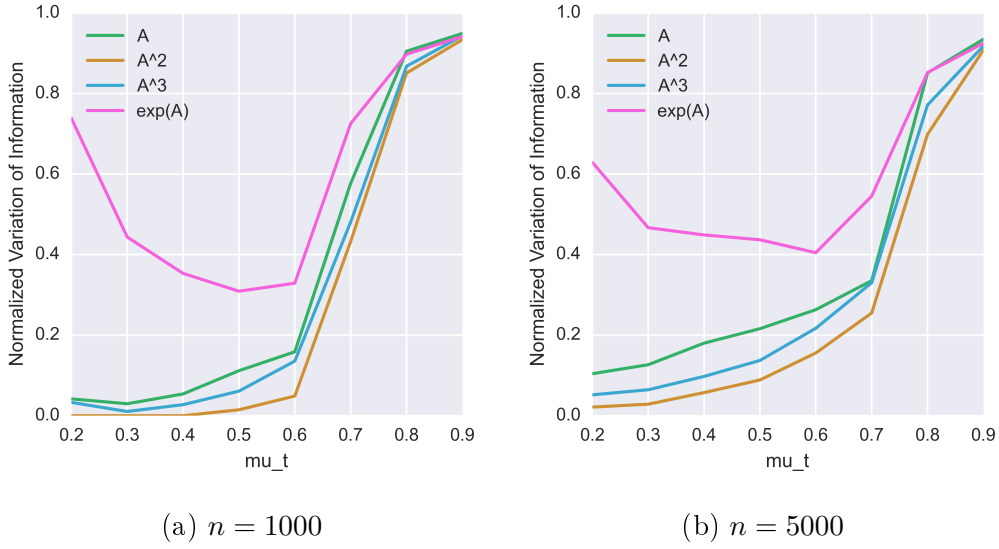 Normalized Variation of Information
1.0
0.8
0.6
0.4
0.2
0.0
A
A^2
A^3
exp(A)
0.2 0.3 0.4 0.5 0.6 0.7 0.8 0.9
mu_t
(a) n = 1000
Normalized Variation of Information
1.0
0.8
0.6
0.4
0.2
0.0
A
A^2
A^3
exp(A)
0.2 0.3 0.4 0.5 0.6 0.7 0.8 0.9
mu_t
(b) n = 5000